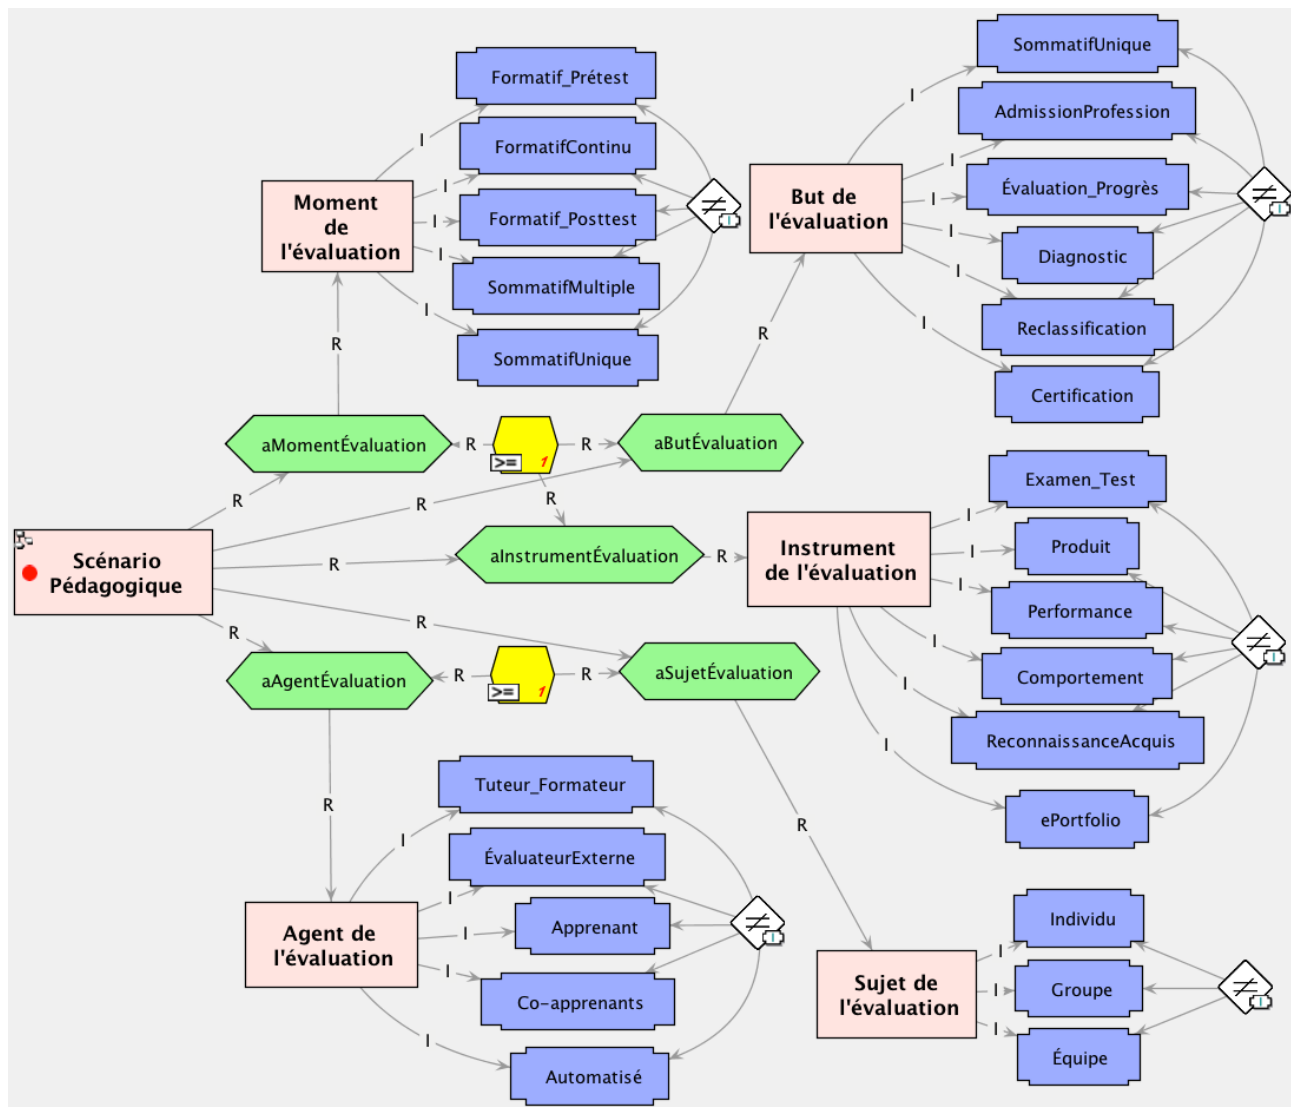 SommatifUnique
Formatif_Prétest
AdmissionProfession
FormatifContinu
Évaluation_Progrès
Moment
de
l'évaluation
But de
l'évaluation
Formatif_Posttest
Diagnostic
SommatifMultiple
Reclassification
SommatifUnique
Certification
I
I
I
I
I
I
I
I
I
I
I
R
R
aMomentÉvaluation
R
>= 1
R
aButÉvaluation
R
R
R
Examen_Test
Scénario
Pédagogique
R
aInstrumentÉvaluation
R
Instrument
de l'évaluation
Produit
Performance
Comportement
ReconnaissanceAcquis
ePortfolio
I
I
I
I
I
I
R
R
aAgentÉvaluation
R
>= 1
R
aSujetÉvaluation
R
R
Tuteur_Formateur
ÉvaluateurExterne
Agent de
l'évaluation
Apprenant
Co-apprenants
Automatisé
I
I
I
I
I
Sujet de
l'évaluation
Individu
Groupe
Équipe
I
I
I
I
I
I
I